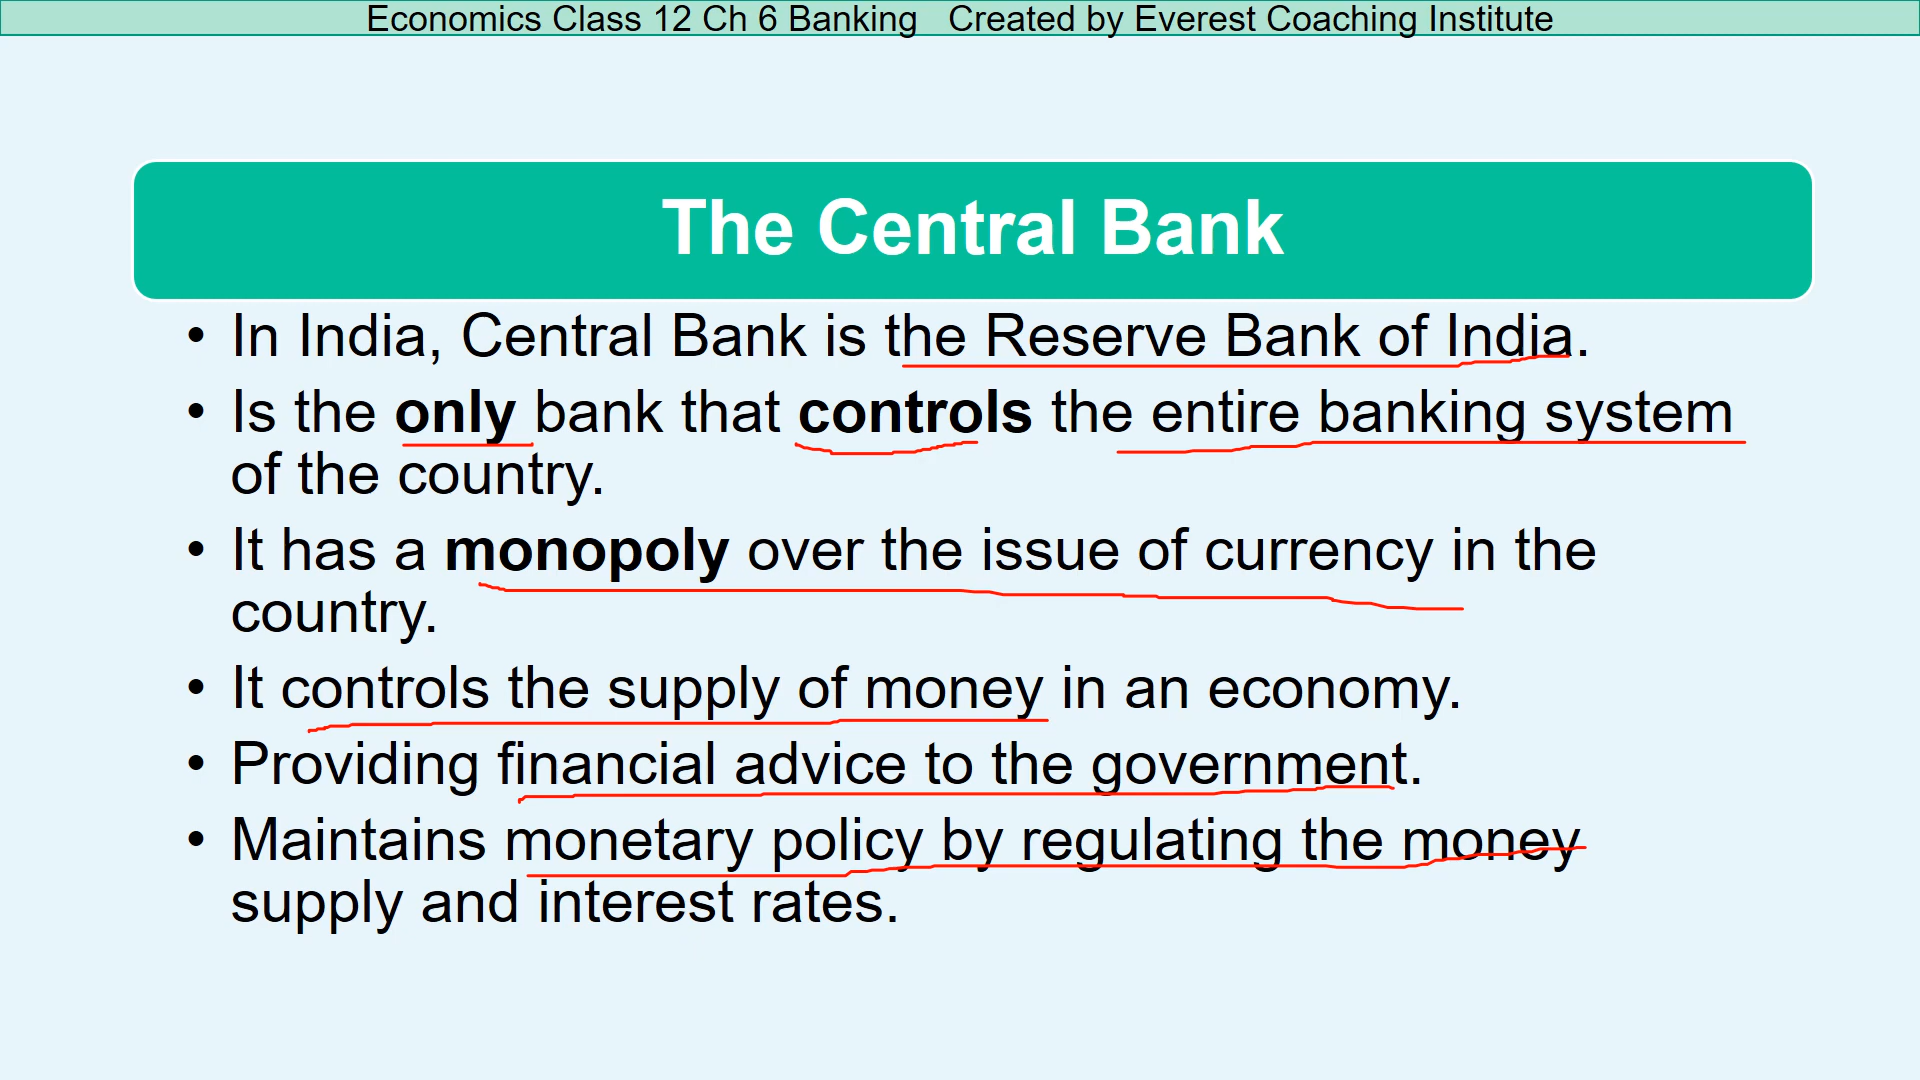 Economics Class 12 Ch 6 Banking   Created by Everest Coaching Institute
The Central Bank
• In India, Central Bank is the Reserve Bank of India.
• Is the only bank that controls the entire banking system
of the country.
• It has a monopoly over the issue of currency in the
country.
• It controls the supply of money in an economy.
• Providing financial advice to the government.
• Maintains monetary policy by regulating the money
supply and interest rates.